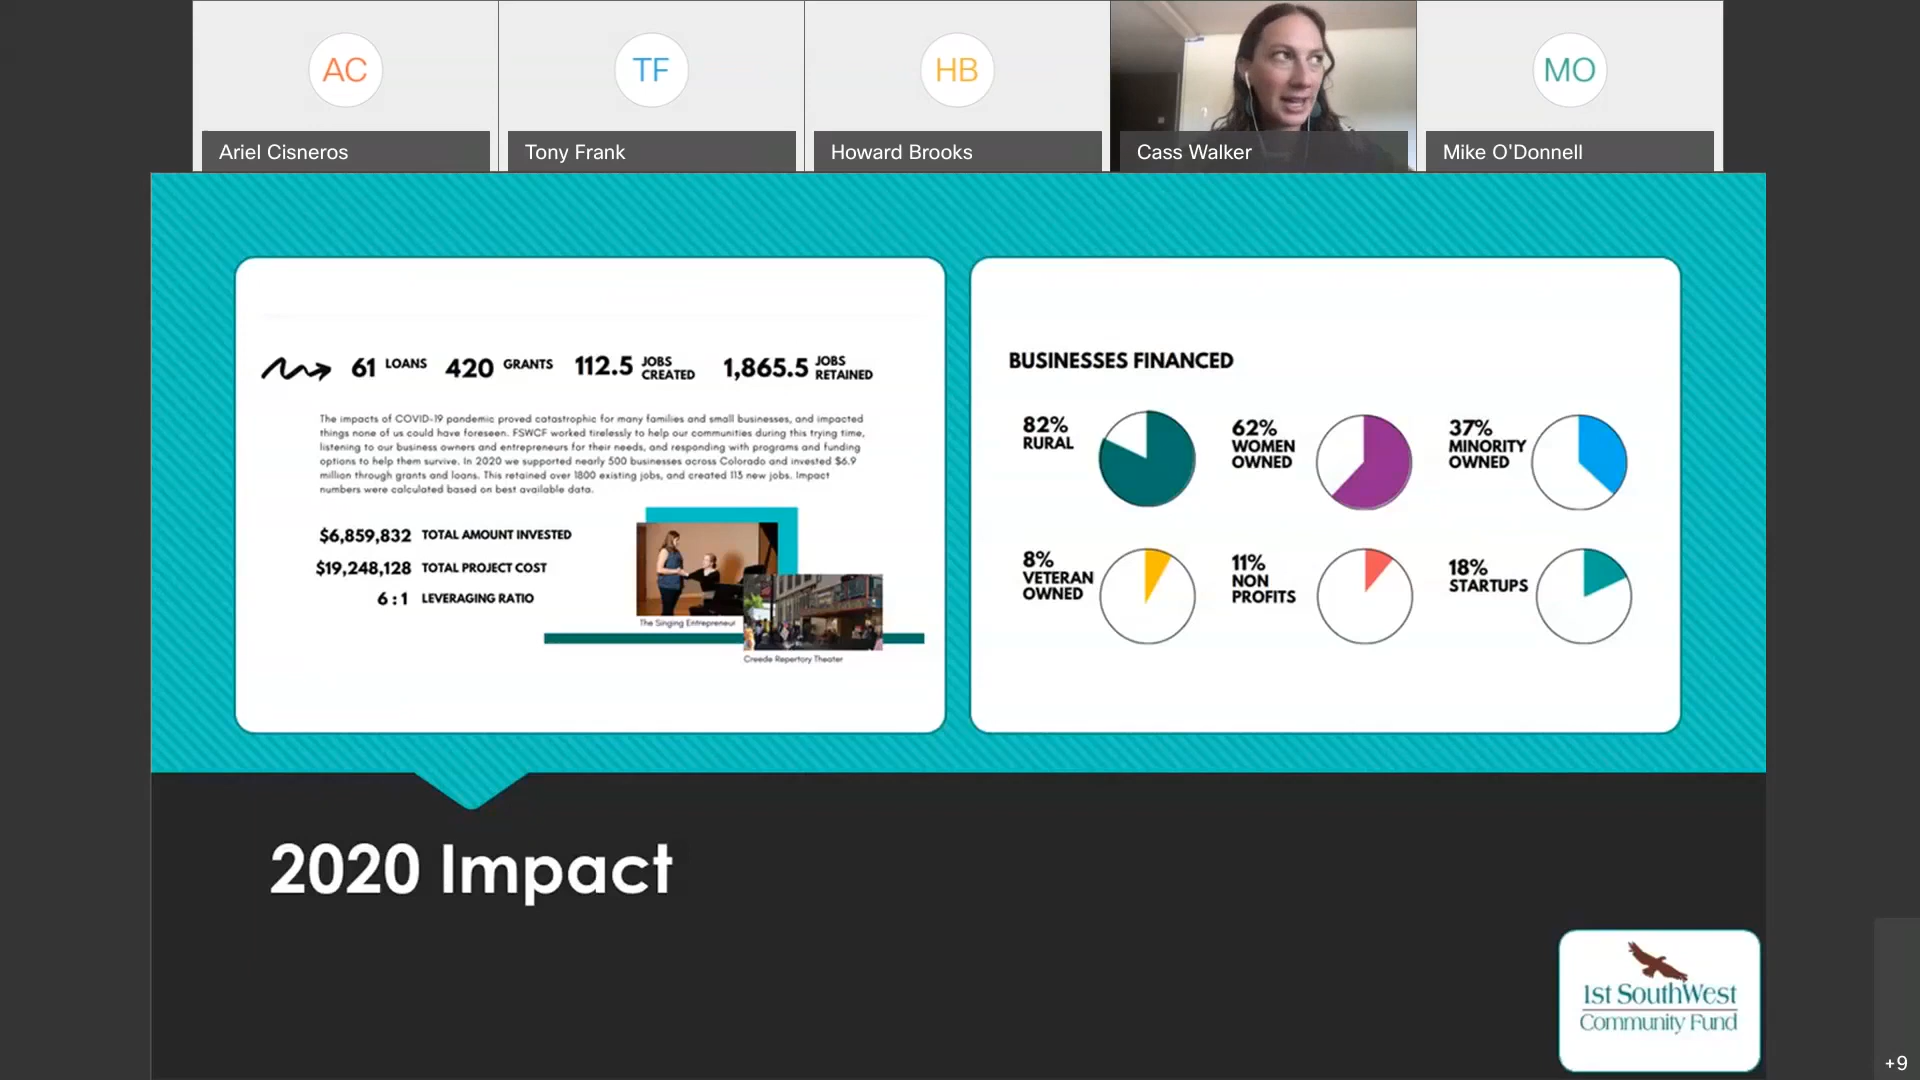 AC
TF
HB
MO
Ariel Cisneros
Tony Frank
Howard Brooks
Cass Walker
Mike O'Donnell
61 LOANS
420 GRANTS
112.5 JOBS CREATED
1,865.5 JOBS RETAINED
The impacts of COVID-19 pandemic proved catastrophic for many families and small businesses, and impacted
things none of us could have foreseen. FSWCF worked tirelessly to help our communities during this trying time,
listening to our business owners and entrepreneurs for their needs, and responding with programs and funding
options to help them survive. In 2020 we supported nearly 500 businesses across Colorado and invested $6.9
million through grants and loans. This retained over 1800 existing jobs, and created 113 new jobs. Impact
numbers were calculated based on best available data.
$6,859,832 TOTAL AMOUNT INVESTED
$19,248,128 TOTAL PROJECT COST
6 : 1 LEVERAGING RATIO
The Singing Entrepreneur
Creede Repertory Theater
BUSINESSES FINANCED
82%
RURAL
62%
WOMEN
OWNED
37%
MINORITY
OWNED
8%
VETERAN
OWNED
11%
NON
PROFITS
18%
STARTUPS
2020 Impact
1st SouthWest
Community Fund
+9